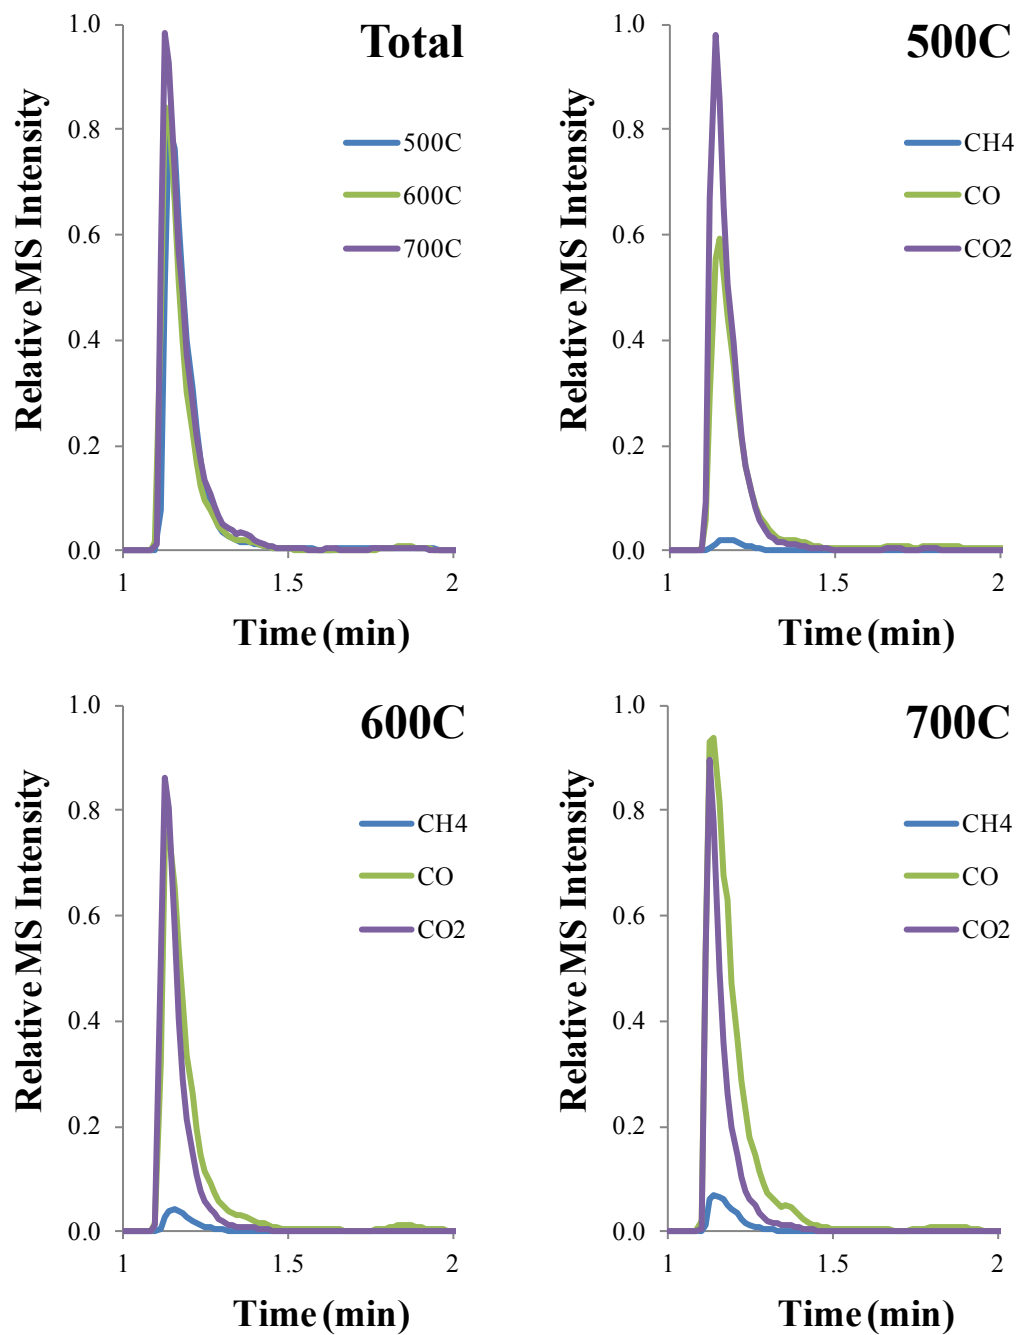 Total
Relative MS Intensity
1.0
0.8
0.6
0.4
0.2
0.0
500C
600C
700C
1
1.5
2
Time (min)
500C
Relative MS Intensity
1.0
0.8
0.6
0.4
0.2
0.0
CH4
CO
CO2
1
1.5
2
Time (min)
600C
Relative MS Intensity
1.0
0.8
0.6
0.4
0.2
0.0
CH4
CO
CO2
1
1.5
2
Time (min)
700C
Relative MS Intensity
1.0
0.8
0.6
0.4
0.2
0.0
CH4
CO
CO2
1
1.5
2
Time (min)